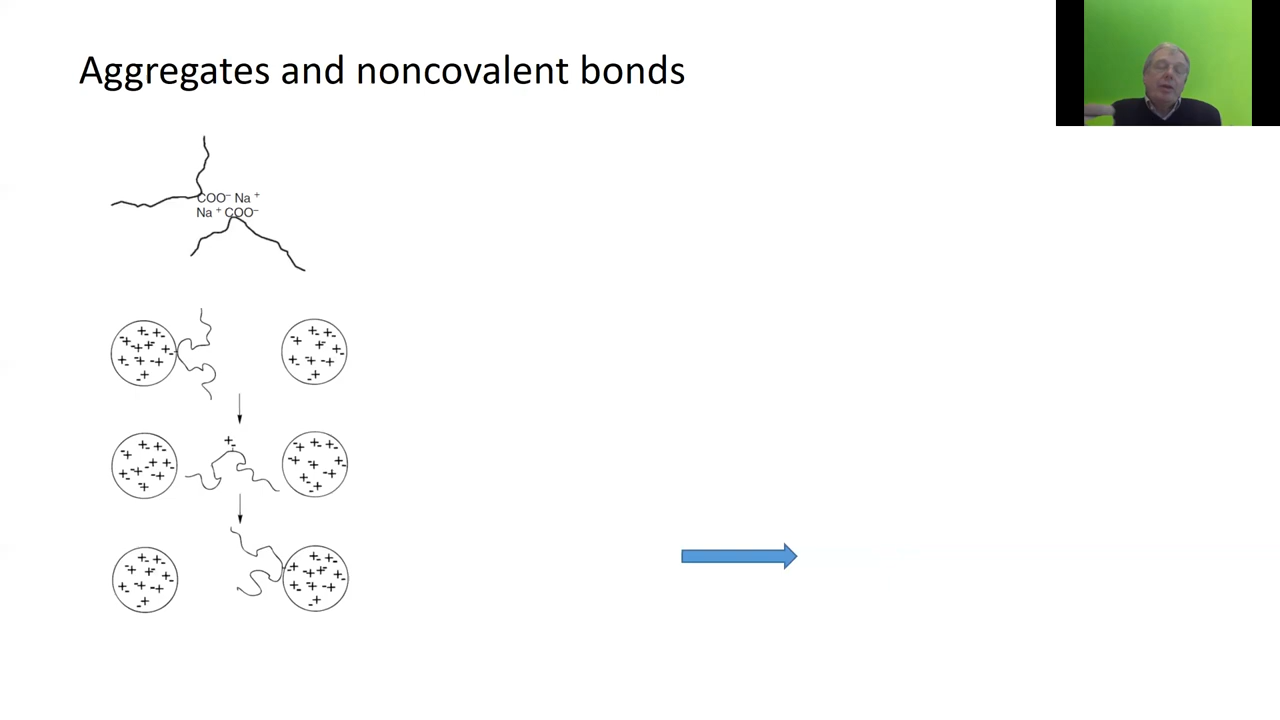 Aggregates and noncovalent bonds
COO⁻ Na⁺
Na⁺ COO⁻